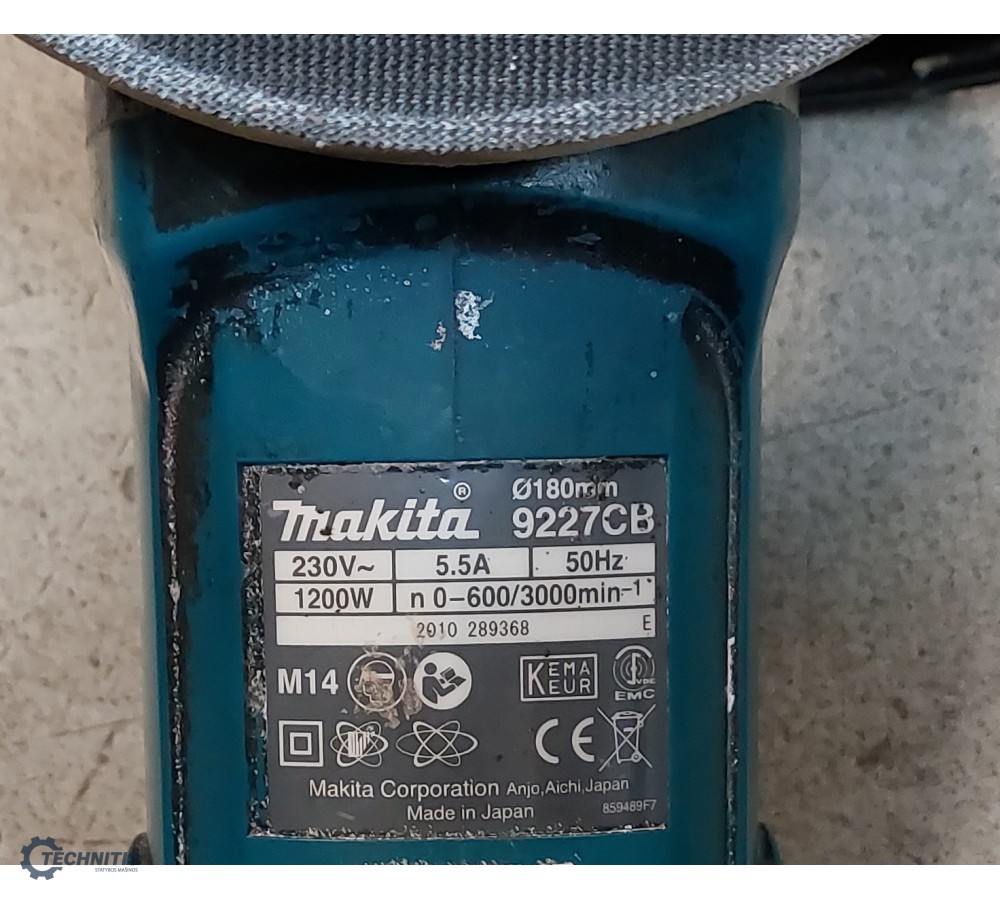 Makita® Ø180mm
9227CB
230V~ 5.5A 50Hz
1200W n 0-600/3000min⁻¹
2010 289368 E
M14 KEMA KEUR VDE
EMC
CE
Makita Corporation Anjo, Aichi, Japan
Made in Japan 859489F7
TECHNITIS
STATYBOS MAŠINOS